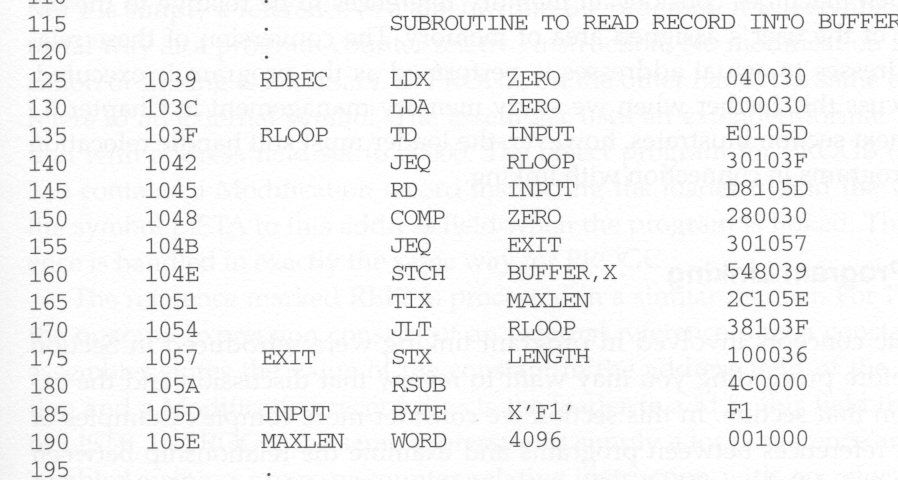 115 SUBROUTINE TO READ RECORD INTO BUFFER
120 .
125 1039 RDREC LDX ZERO 040030
130 103C LDA ZERO 000030
135 103F RLOOP TD INPUT E0105D
140 1042 JEQ RLOOP 30103F
145 1045 RD INPUT D8105D
150 1048 COMP ZERO 280030
155 104B JEQ EXIT 301057
160 104E STCH BUFFER,X 548039
165 1051 TIX MAXLEN 2C105E
170 1054 JLT RLOOP 38103F
175 1057 EXIT STX LENGTH 100036
180 105A RSUB 4C0000
185 105D INPUT BYTE X'F1' F1
190 105E MAXLEN WORD 4096 001000
195 .